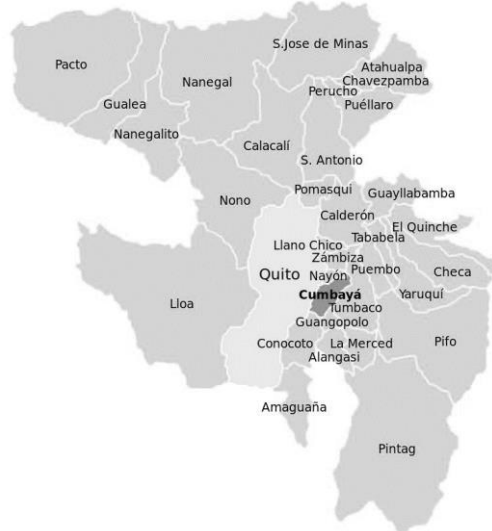 S.Jose de Minas
Pacto
Atahualpa
Nanegal
Chavezpamba
Perucho
Gualea
Puéllaro
Nanegalito
Calacalí
S. Antonio
Pomasqui
Guayllabamba
Nono
Calderón
El Quinche
Tababela
Llano Chico
Zámbiza
Puembo
Checa
Quito
Nayón
Cumbayá
Yaruquí
Lloa
Tumbaco
Guangopolo
Pifo
Conocoto
La Merced
Alangasi
Amaguaña
Pintag